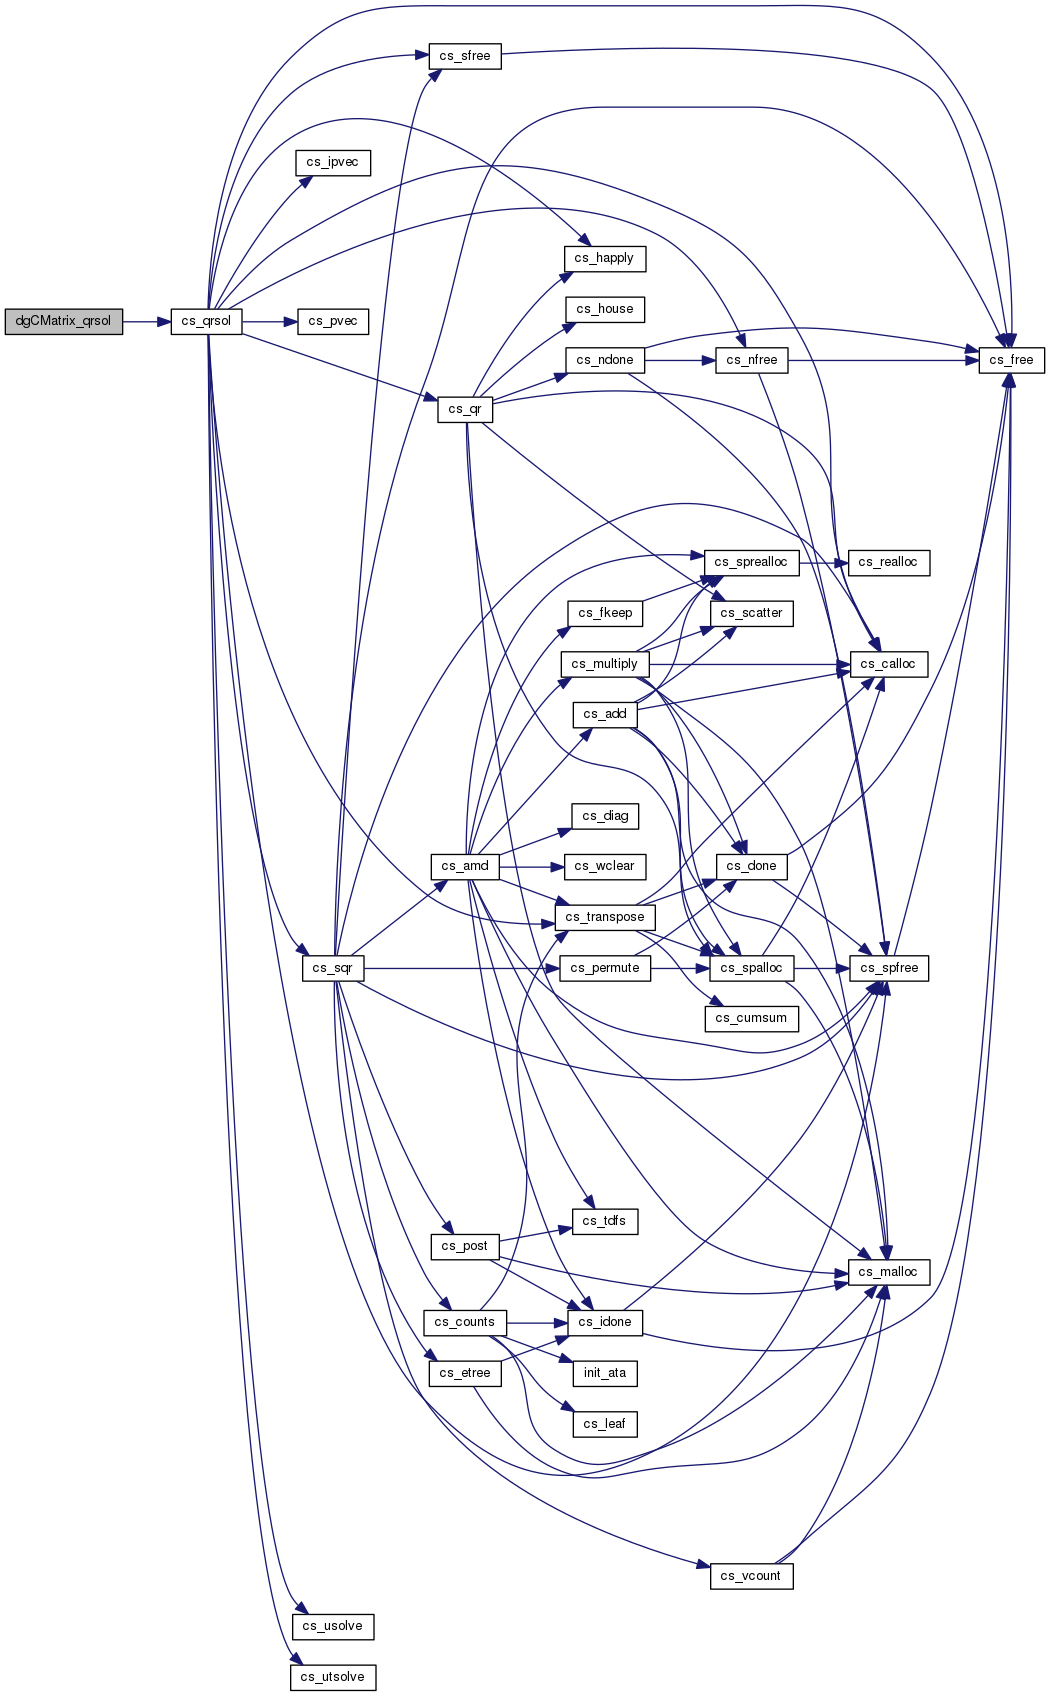 cs_sfree
cs_ipvec
cs_happly
cs_house
dgCMatrix_qrsol
cs_qrsol
cs_pvec
cs_ndone
cs_nfree
cs_free
cs_qr
cs_sprealloc
cs_realloc
cs_fkeep
cs_scatter
cs_multiply
cs_calloc
cs_add
cs_diag
cs_amd
cs_wclear
cs_done
cs_transpose
cs_sqr
cs_permute
cs_spalloc
cs_spfree
cs_cumsum
cs_tdfs
cs_post
cs_malloc
cs_counts
cs_idone
cs_etree
init_ata
cs_leaf
cs_vcount
cs_usolve
cs_utsolve